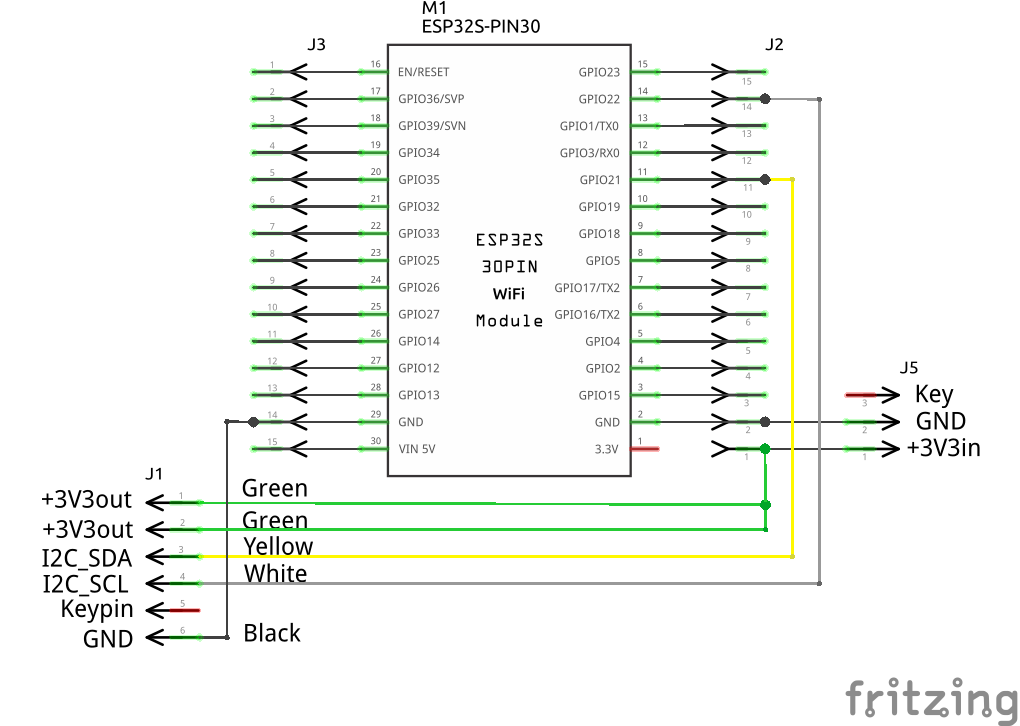 M1
ESP32S-PIN30
J3
J2
1 16 EN/RESET GPIO23 15 15
2 17 GPIO36/SVP GPIO22 14 14
3 18 GPIO39/SVN GPIO1/TX0 13 13
4 19 GPIO34 GPIO3/RX0 12 12
5 20 GPIO35 GPIO21 11 11
6 21 GPIO32 GPIO19 10 10
7 22 GPIO33 GPIO18 9 9
8 23 GPIO25 GPIO5 8 8
9 24 GPIO26 GPIO17/TX2 7 7
10 25 GPIO27 GPIO16/TX2 6 6
11 26 GPIO14 GPIO4 5 5
12 27 GPIO12 GPIO2 4 4
13 28 GPIO13 GPIO15 3 3
14 29 GND GND 2 2
15 30 VIN 5V 3.3V 1 1
ESP32S
30PIN
WiFi
Module
J5
3 Key
2 GND
1 +3V3in
J1
+3V3out 1 Green
+3V3out 2 Green
I2C_SDA 3 Yellow
I2C_SCL 4 White
Keypin 5
GND 6 Black
fritzing